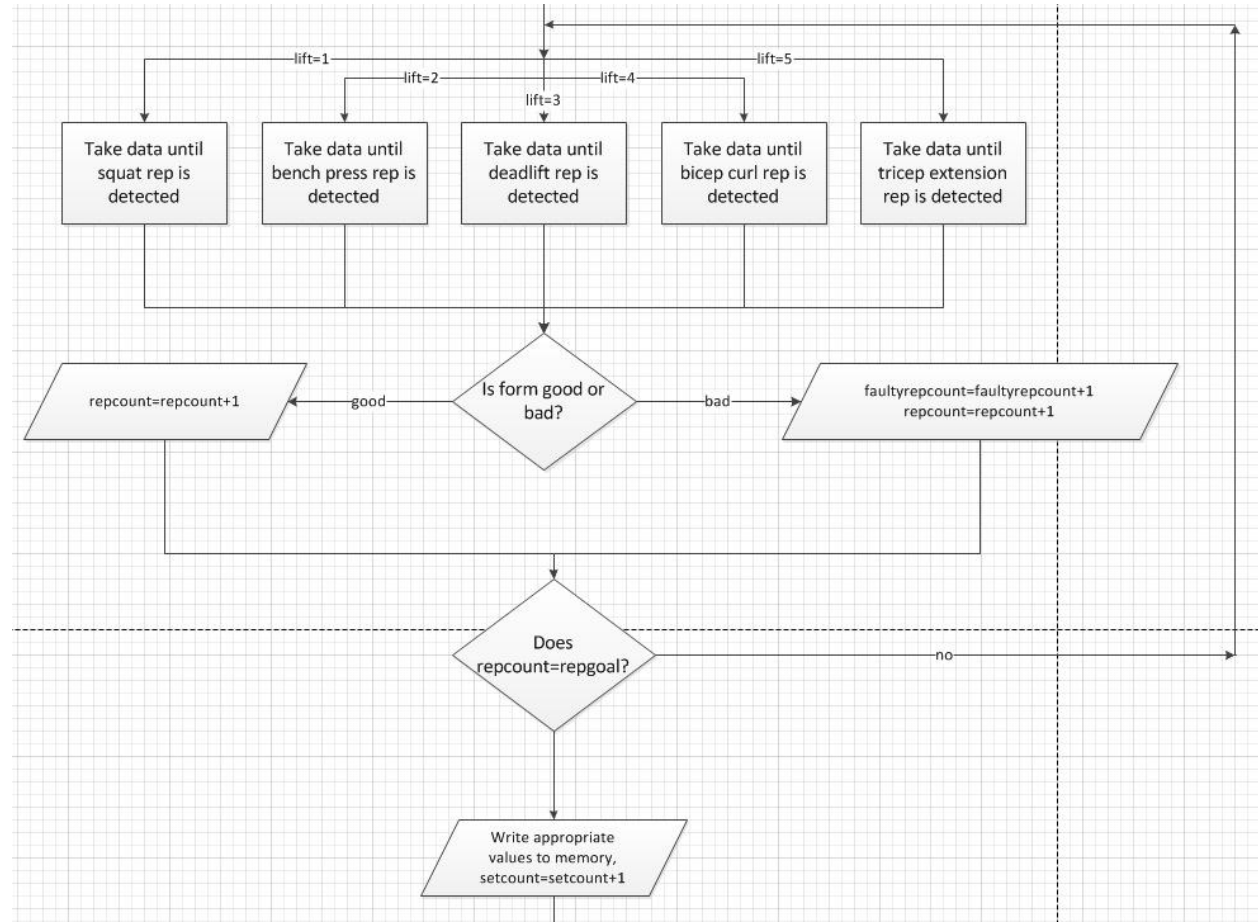 lift=1
lift=5
lift=2
lift=4
lift=3
Take data until
squat rep is
detected
Take data until
bench press rep is
detected
Take data until
deadlift rep is
detected
Take data until
bicep curl rep is
detected
Take data until
tricep extension
rep is detected
Is form good or
bad?
good
bad
repcount=repcount+1
faultyrepcount=faultyrepcount+1
repcount=repcount+1
Does
repcount=repgoal?
no
Write appropriate
values to memory,
setcount=setcount+1